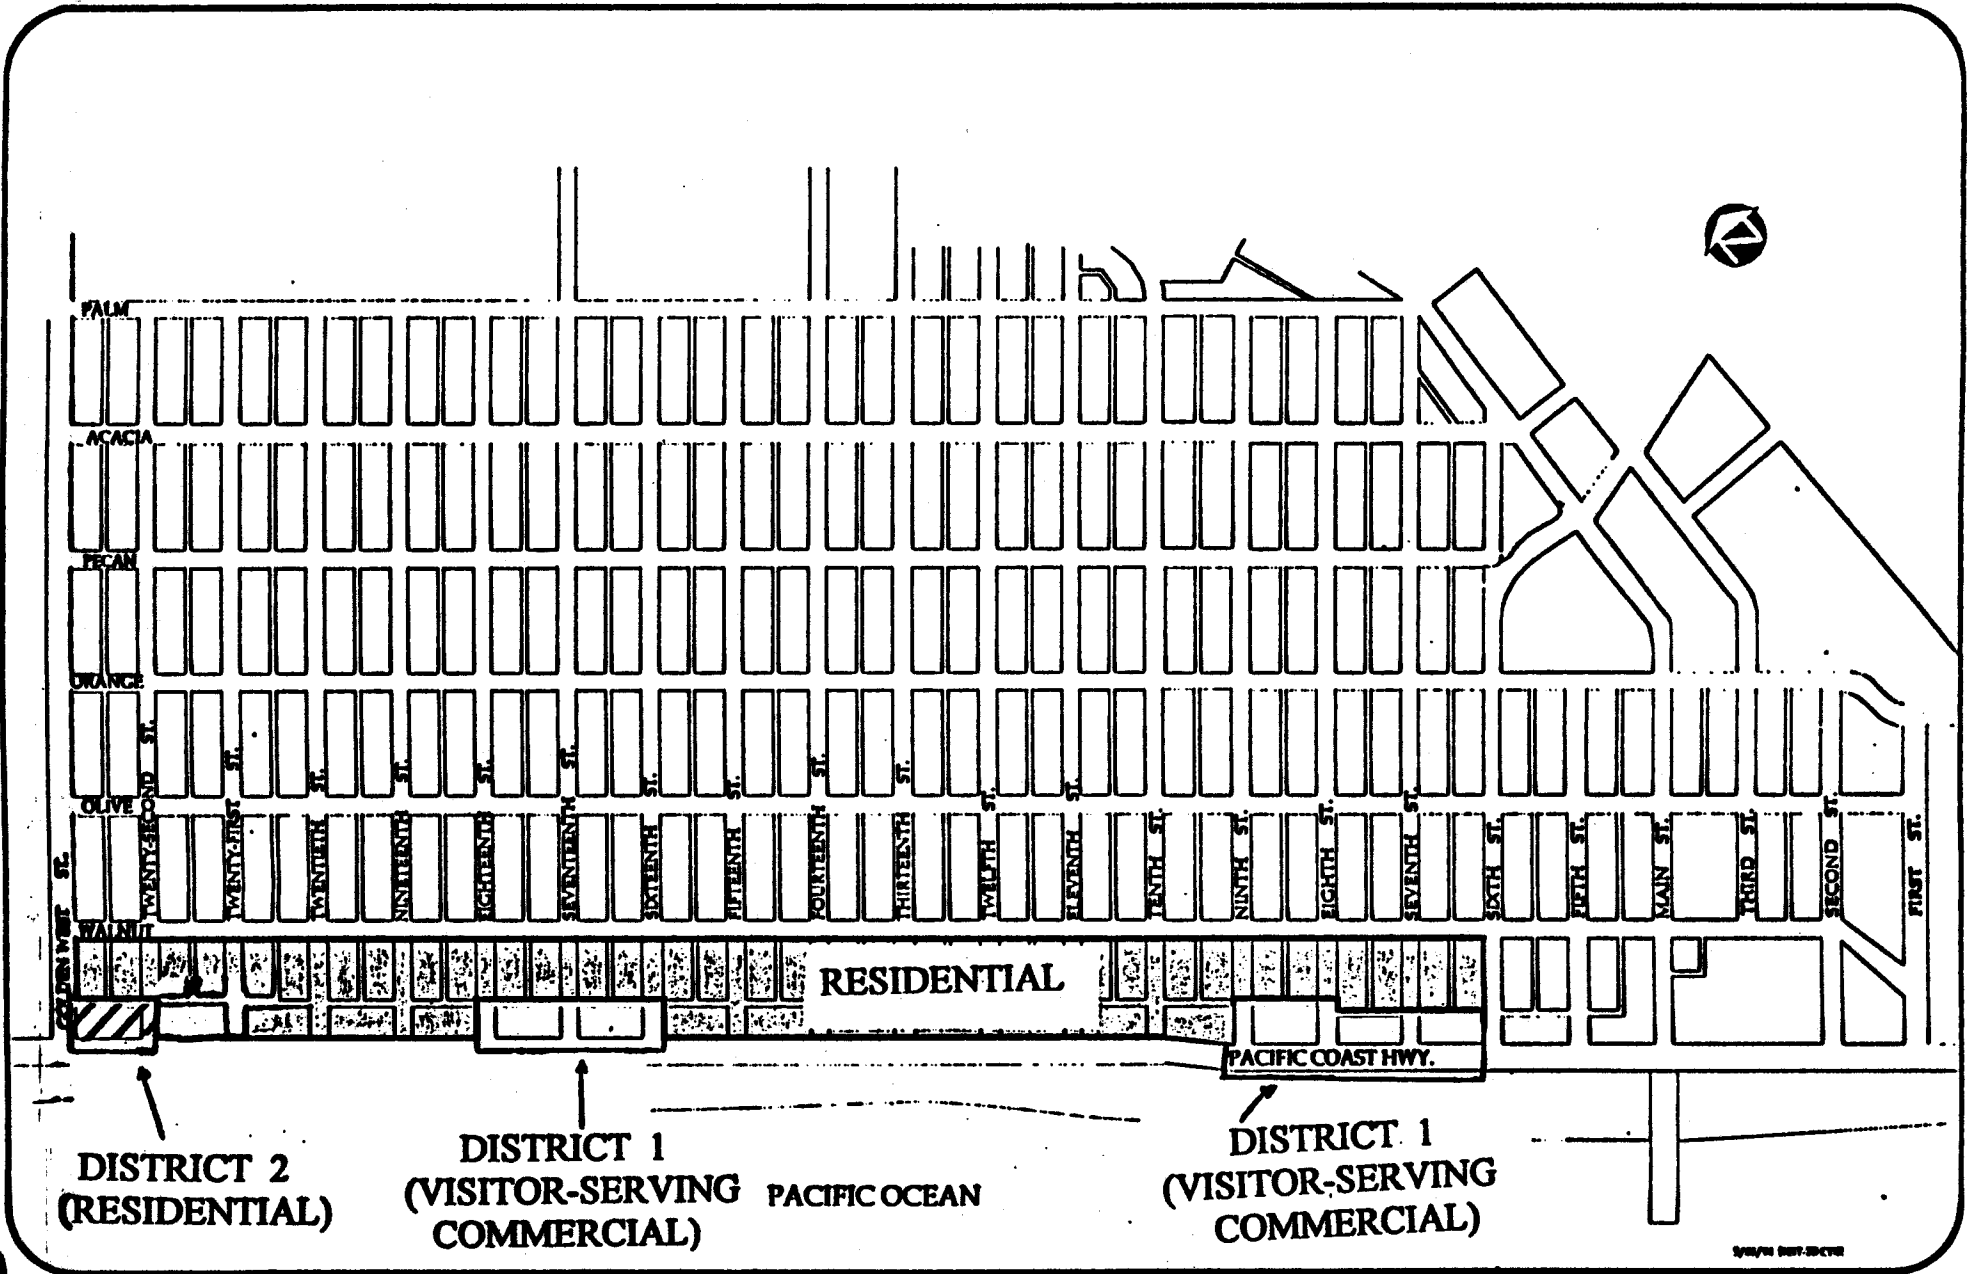 PALM
ACACIA
PECAN
ORANGE
OLIVE
WALNUT
GOLDEN WEST ST.
TWENTY-SECOND ST.
TWENTY-FIRST ST.
TWENTIETH ST.
NINETEENTH ST.
EIGHTEENTH ST.
SEVENTEENTH ST.
SIXTEENTH ST.
FIFTEENTH ST.
FOURTEENTH ST.
THIRTEENTH ST.
TWELFTH ST.
ELEVENTH ST.
TENTH ST.
NINTH ST.
EIGHTH ST.
SEVENTH ST.
SIXTH ST.
FIFTH ST.
MAIN ST.
THIRD ST.
SECOND ST.
FIRST ST.
RESIDENTIAL
PACIFIC COAST HWY.
DISTRICT 2
(RESIDENTIAL)
DISTRICT 1
(VISITOR-SERVING
COMMERCIAL)
PACIFIC OCEAN
DISTRICT 1
(VISITOR-SERVING
COMMERCIAL)